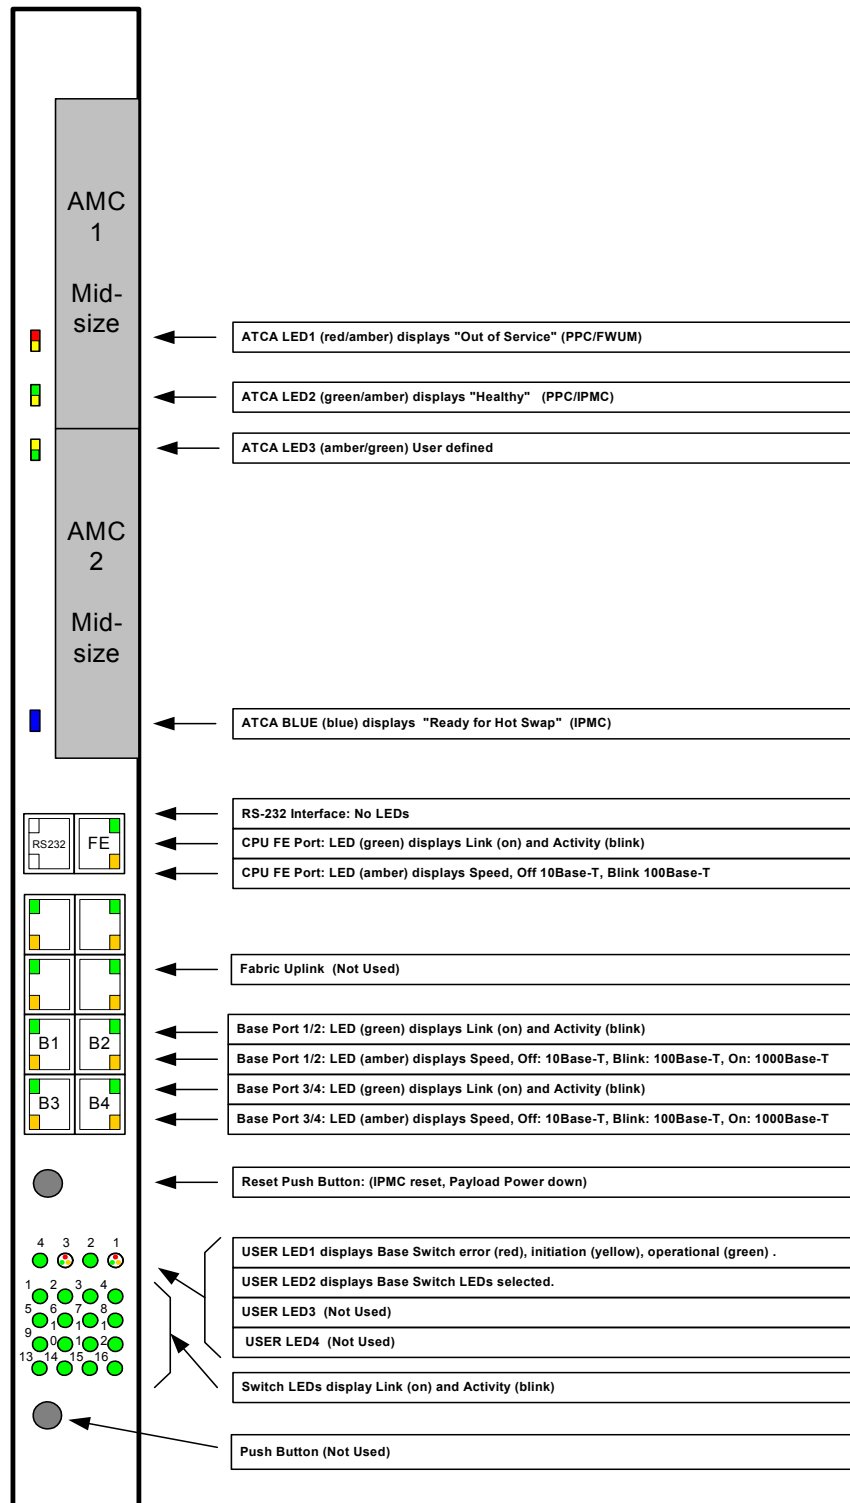 AMC
1
Mid-
size
ATCA LED1 (red/amber) displays "Out of Service" (PPC/FWUM)
ATCA LED2 (green/amber) displays "Healthy" (PPC/IPMC)
ATCA LED3 (amber/green) User defined
AMC
2
Mid-
size
ATCA BLUE (blue) displays "Ready for Hot Swap" (IPMC)
RS-232 Interface: No LEDs
RS232 FE
CPU FE Port: LED (green) displays Link (on) and Activity (blink)
CPU FE Port: LED (amber) displays Speed, Off 10Base-T, Blink 100Base-T
Fabric Uplink (Not Used)
B1 B2
Base Port 1/2: LED (green) displays Link (on) and Activity (blink)
Base Port 1/2: LED (amber) displays Speed, Off: 10Base-T, Blink: 100Base-T, On: 1000Base-T
B3 B4
Base Port 3/4: LED (green) displays Link (on) and Activity (blink)
Base Port 3/4: LED (amber) displays Speed, Off: 10Base-T, Blink: 100Base-T, On: 1000Base-T
Reset Push Button: (IPMC reset, Payload Power down)
4 3 2 1
USER LED1 displays Base Switch error (red), initiation (yellow), operational (green) .
USER LED2 displays Base Switch LEDs selected.
USER LED3 (Not Used)
USER LED4 (Not Used)
1 2 3 4
5 6 7 8
1 1 1
9 0 1 2
13 14 15 16
Switch LEDs display Link (on) and Activity (blink)
Push Button (Not Used)